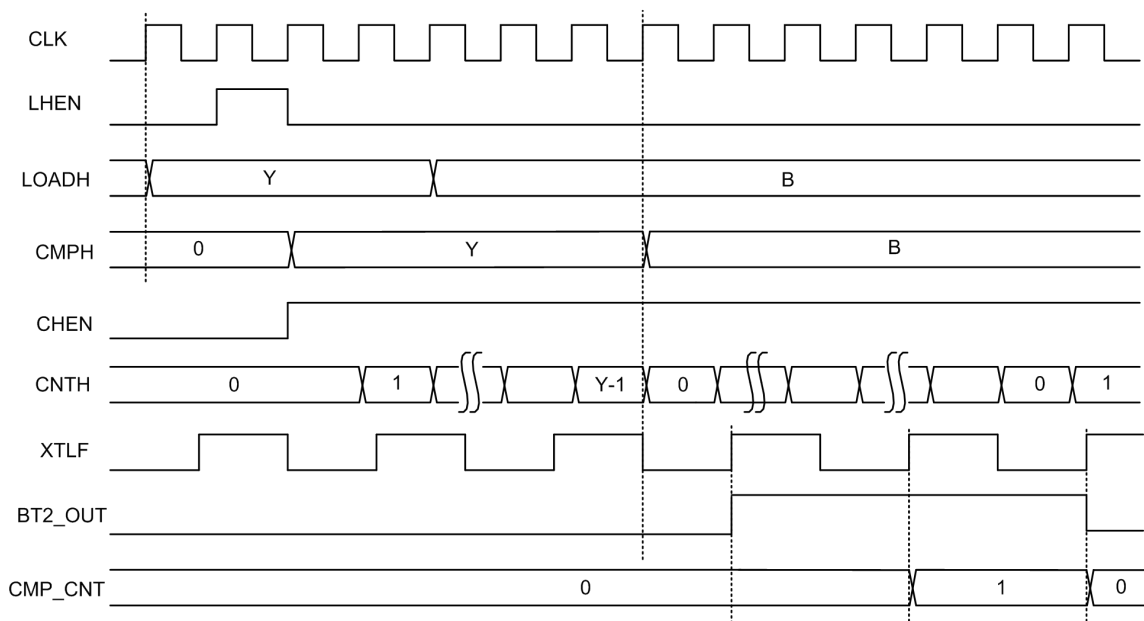 CLK
LHEN
LOADH Y B
CMPH 0 Y B
CHEN
CNTH 0 1 Y-1 0 0 1
XTLF
BT2_OUT
CMP_CNT 0 1 0